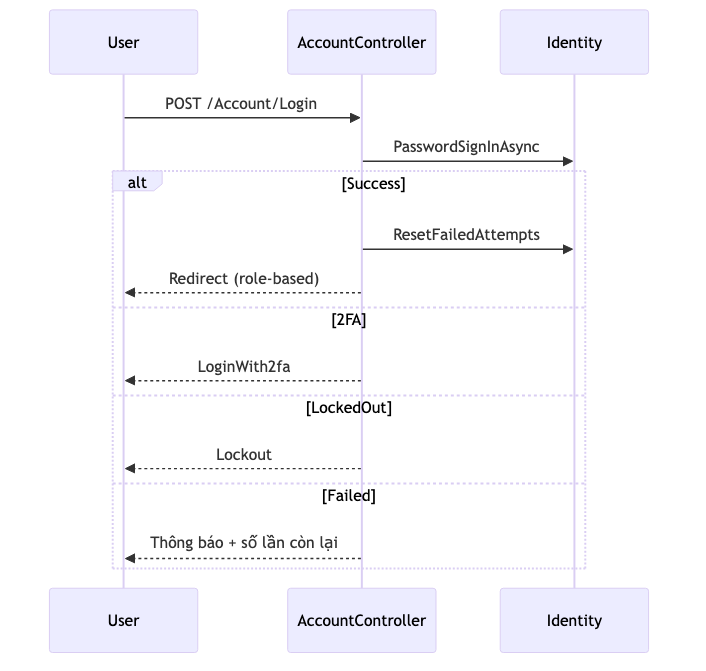 User
AccountController
Identity
POST /Account/Login
PasswordSignInAsync
alt
[Success]
ResetFailedAttempts
Redirect (role-based)
[2FA]
LoginWith2fa
[LockedOut]
Lockout
[Failed]
Thông báo + số lần còn lại
User
AccountController
Identity